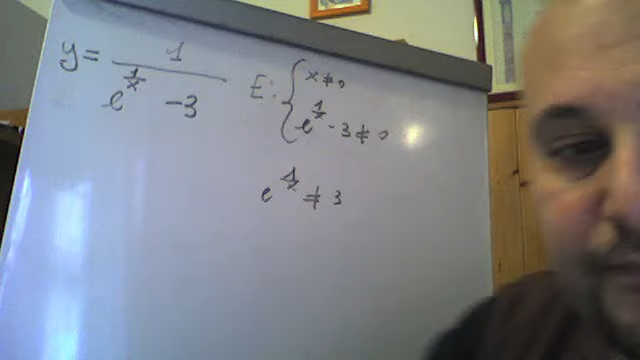 y = 1 / (e^(1/x) - 3)
E: { x ≠ 0
e^(1/x) - 3 ≠ 0
e^(1/x) ≠ 3